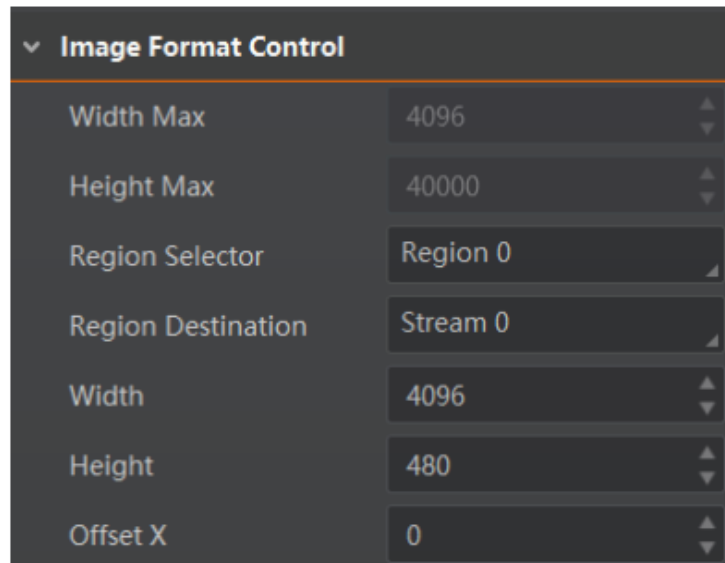 Image Format Control
Width Max 4096
Height Max 40000
Region Selector Region 0
Region Destination Stream 0
Width 4096
Height 480
Offset X 0